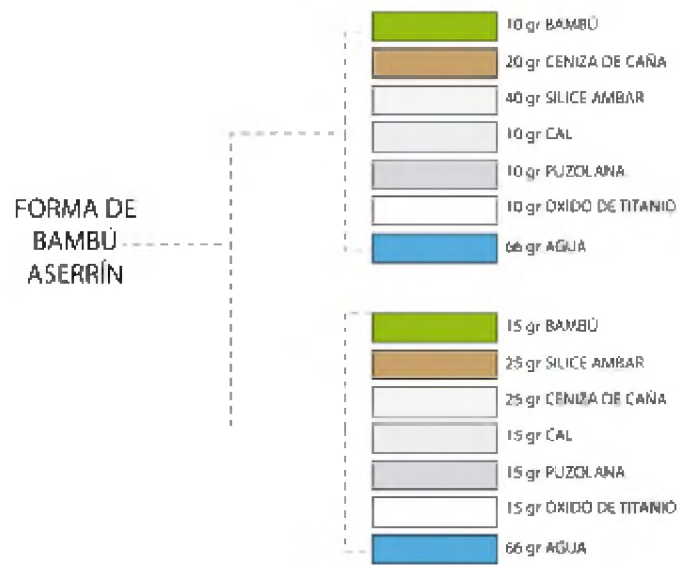 FORMA DE
BAMBÚ
ASERRÍN
10 gr BAMBÚ
20 gr CENIZA DE CAÑA
40 gr SILICE AMBAR
10 gr CAL
10 gr PUZOLANA
10 gr OXIDO DE TITANIO
66 gr AGUA
15 gr BAMBÚ
25 gr SILICE AMBAR
25 gr CENIZA DE CAÑA
15 gr CAL
15 gr PUZOLANA
15 gr OXIDO DE TITANIO
66 gr AGUA